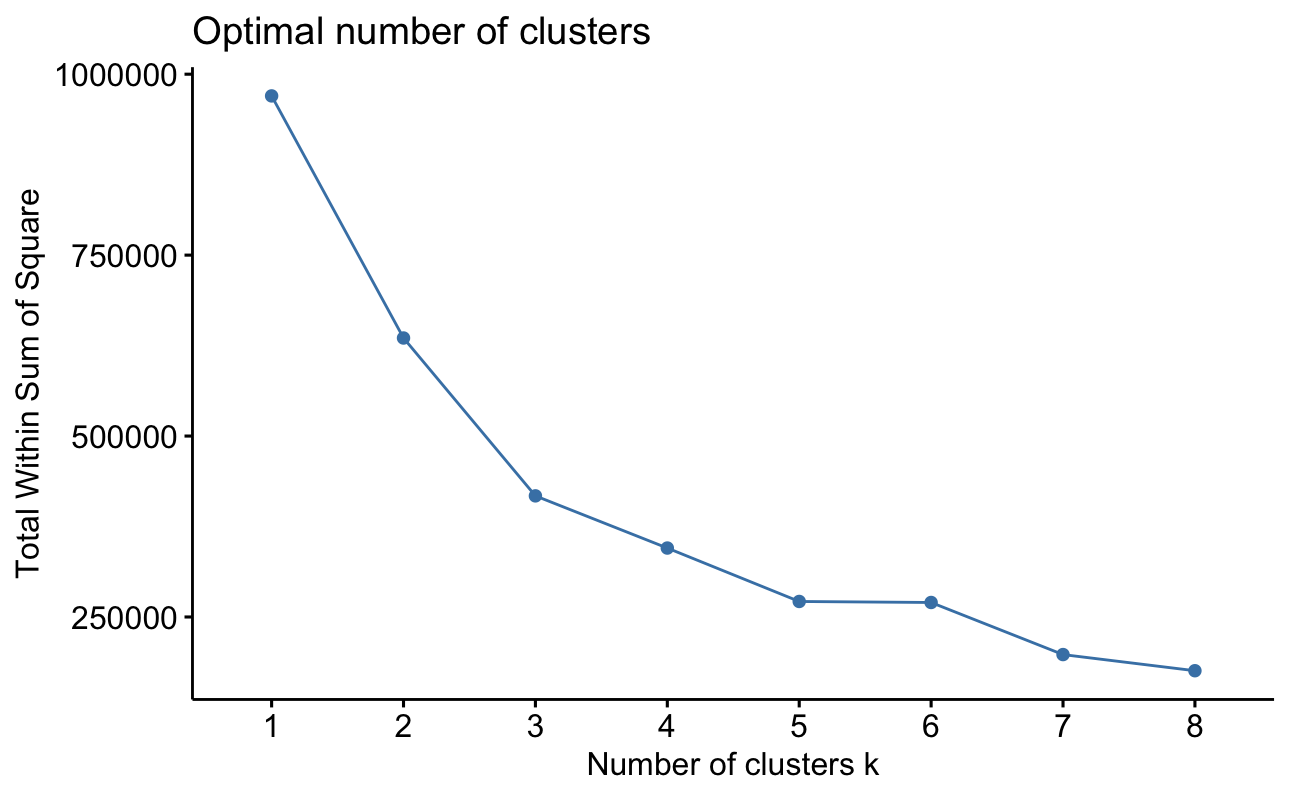 Optimal number of clusters
Total Within Sum of Square
1000000
750000
500000
250000
1 2 3 4 5 6 7 8
Number of clusters k